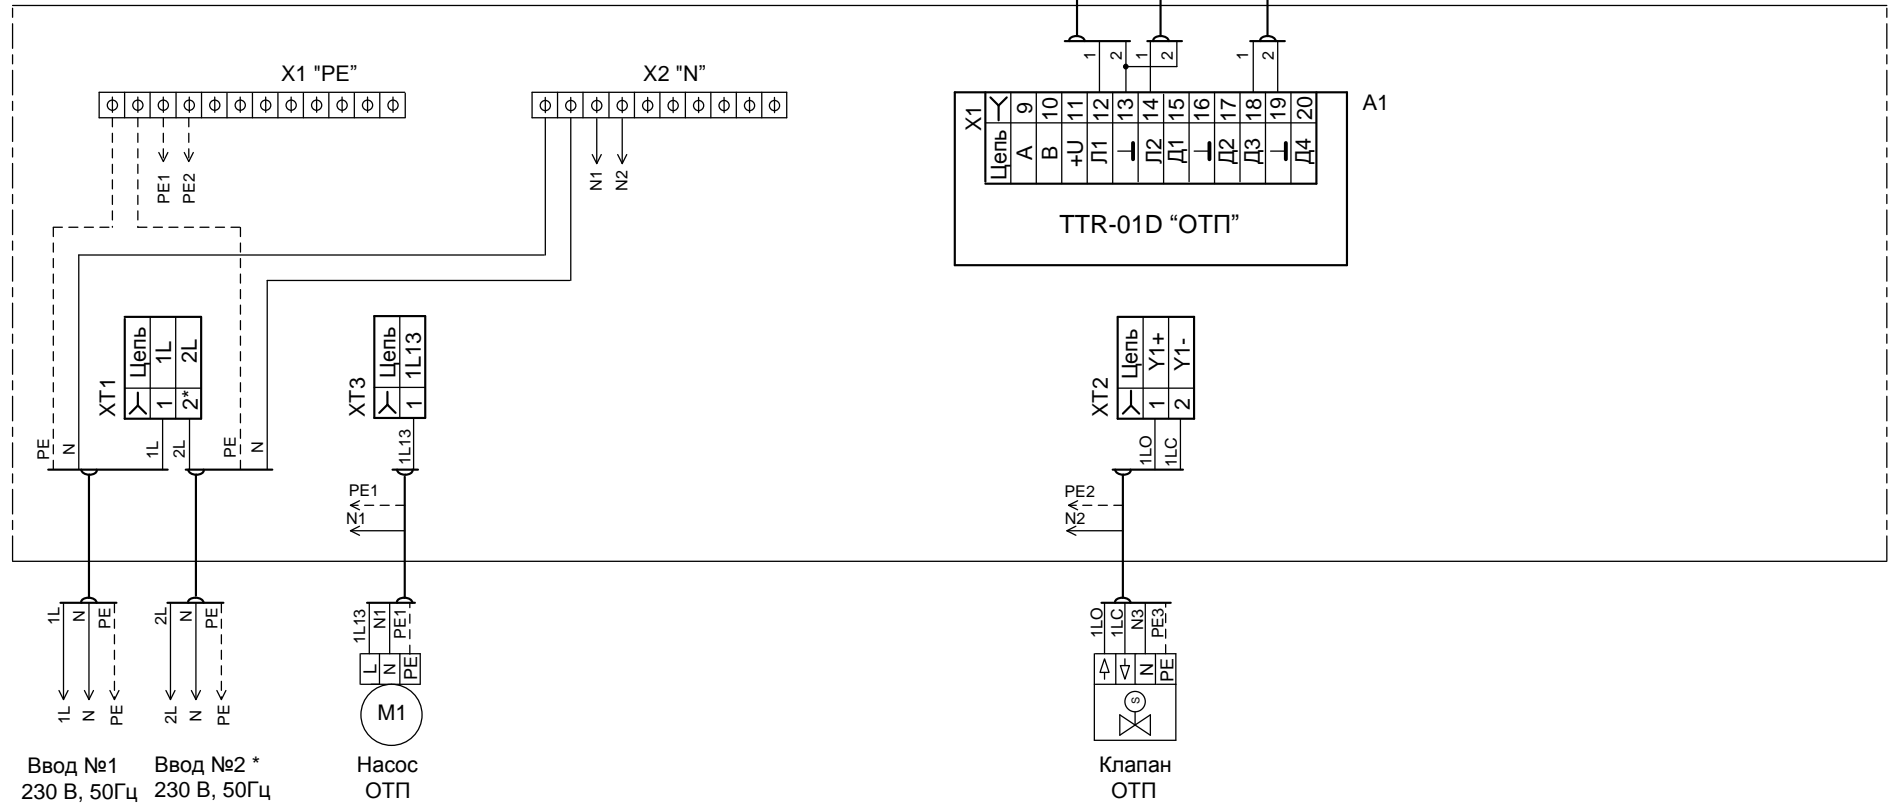 1
2
1
2
1
2
X1 "PE”
X2 "N”
A1
X1
Цепь
9
A
10
B
11
+U
12
Л1
13
⊥
14
Л2
15
Д1
16
⊥
17
Д2
18
Д3
19
⊥
20
Д4
PE1
PE2
N1
N2
TTR-01D “ОТП”
XT1
Цепь
1L
2L
1
2*
XT3
Цепь
1L13
1
XT2
Цепь
Y1+
Y1-
1
2
PE
N
1L
2L
PE
N
1L13
1LO
1LC
PE1
N1
PE2
N2
1L
N
PE
2L
N
PE
1L13
N1
PE1
1LO
1LC
N3
PE3
L
N
PE
N
PE
M1
S
1L
N
PE
2L
N
PE
Ввод №1
230 В, 50Гц
Ввод №2 *
230 В, 50Гц
Насос
ОТП
Клапан
ОТП